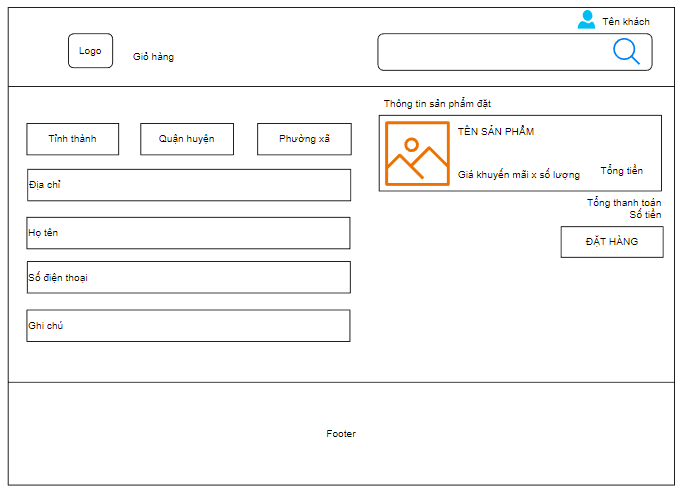 Tên khách
Logo
Giỏ hàng
Thông tin sản phẩm đặt
Tỉnh thành
Quận huyện
Phường xã
TÊN SẢN PHẨM
Giá khuyến mãi x số lượng
Tổng tiền
Địa chỉ
Tổng thanh toán
Số tiền
Họ tên
ĐẶT HÀNG
Số điện thoại
Ghi chú
Footer